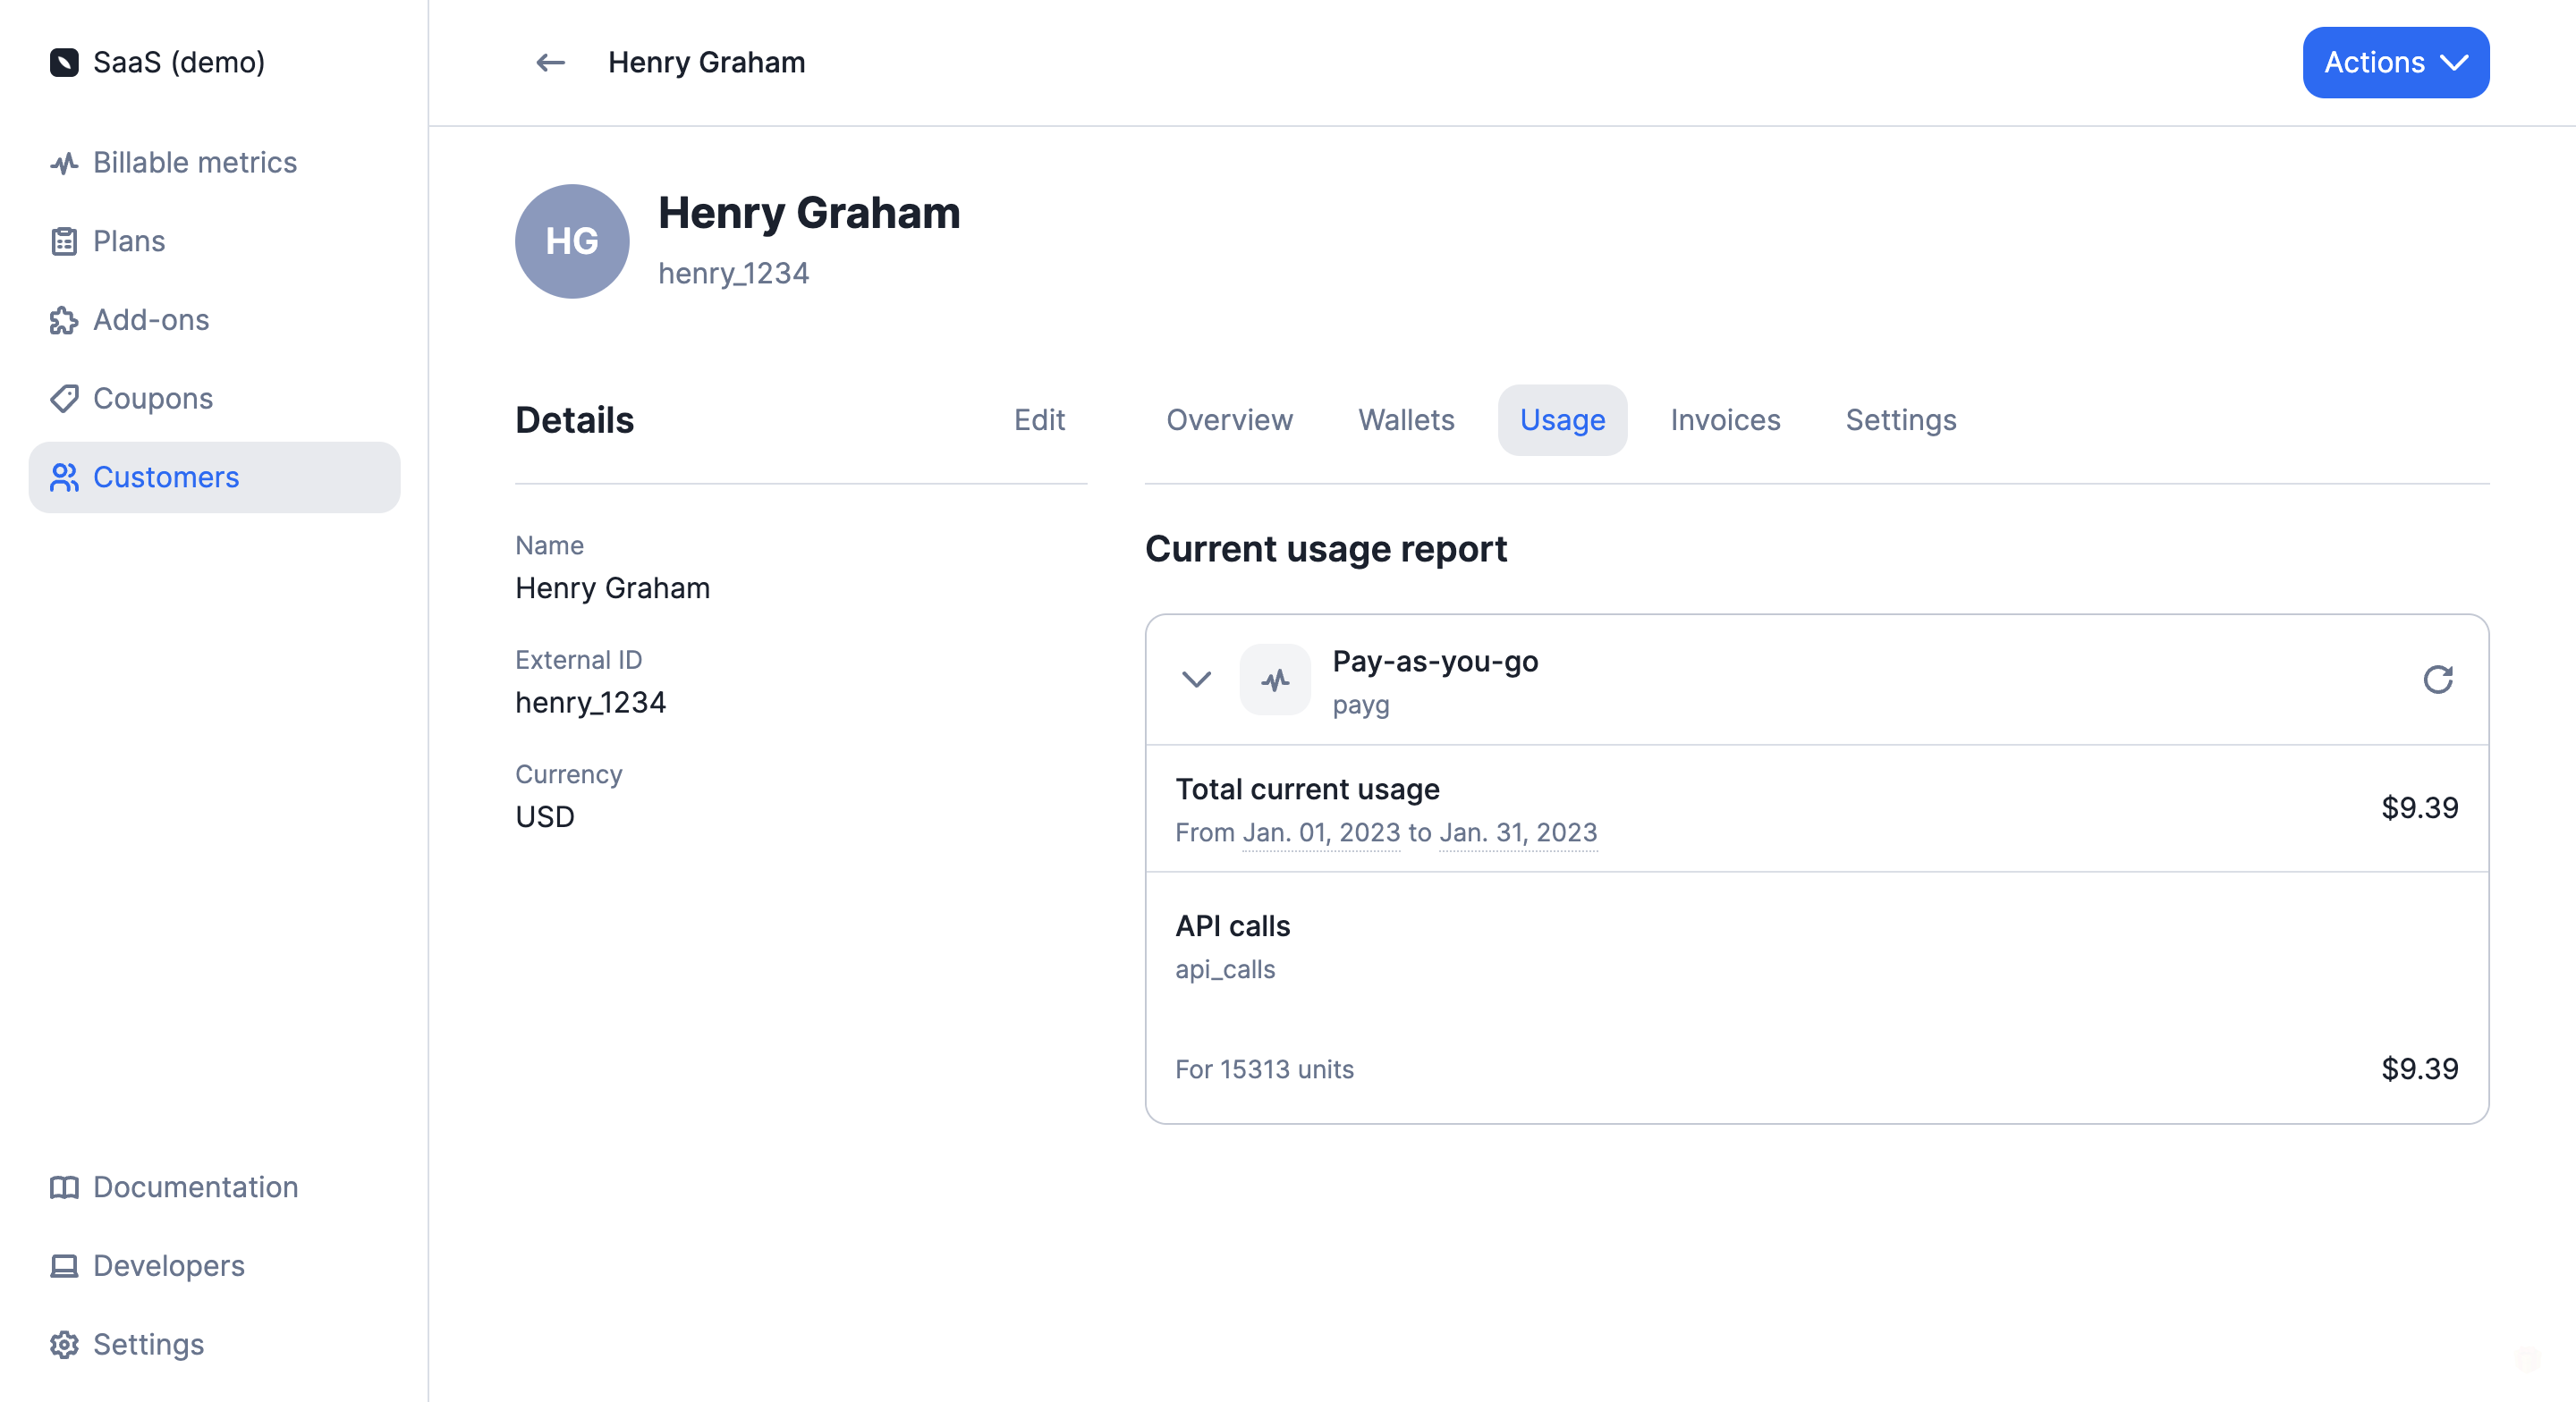 SaaS (demo)
Billable metrics
Plans
Add-ons
Coupons
Customers
Documentation
Developers
Settings
Henry Graham
Actions
HG
Henry Graham
henry_1234
Details
Edit
Name
Henry Graham
External ID
henry_1234
Currency
USD
Overview
Wallets
Usage
Invoices
Settings
Current usage report
Pay-as-you-go
payg
Total current usage
From Jan. 01, 2023 to Jan. 31, 2023
$9.39
API calls
api_calls
For 15313 units
$9.39